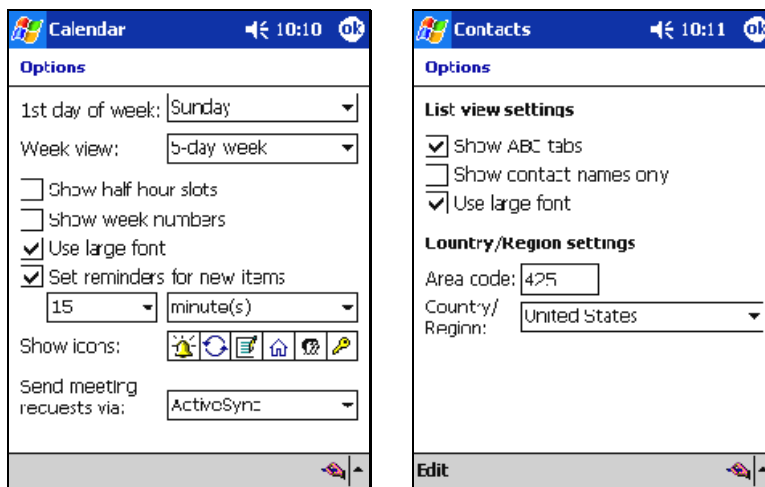 Calendar 10:10 ok
Options
1st day of week: Sunday
Week view: 5-day week
Show half hour slots
Show week numbers
Use large font
Set reminders for new items
15 minute(s)
Show icons:
Send meeting
requests via: ActiveSync
Contacts 10:11 ok
Options
List view settings
Show ABC tabs
Show contact names only
Use large font
Country/Region settings
Area code: 425
Country/
Region: United States
Edit